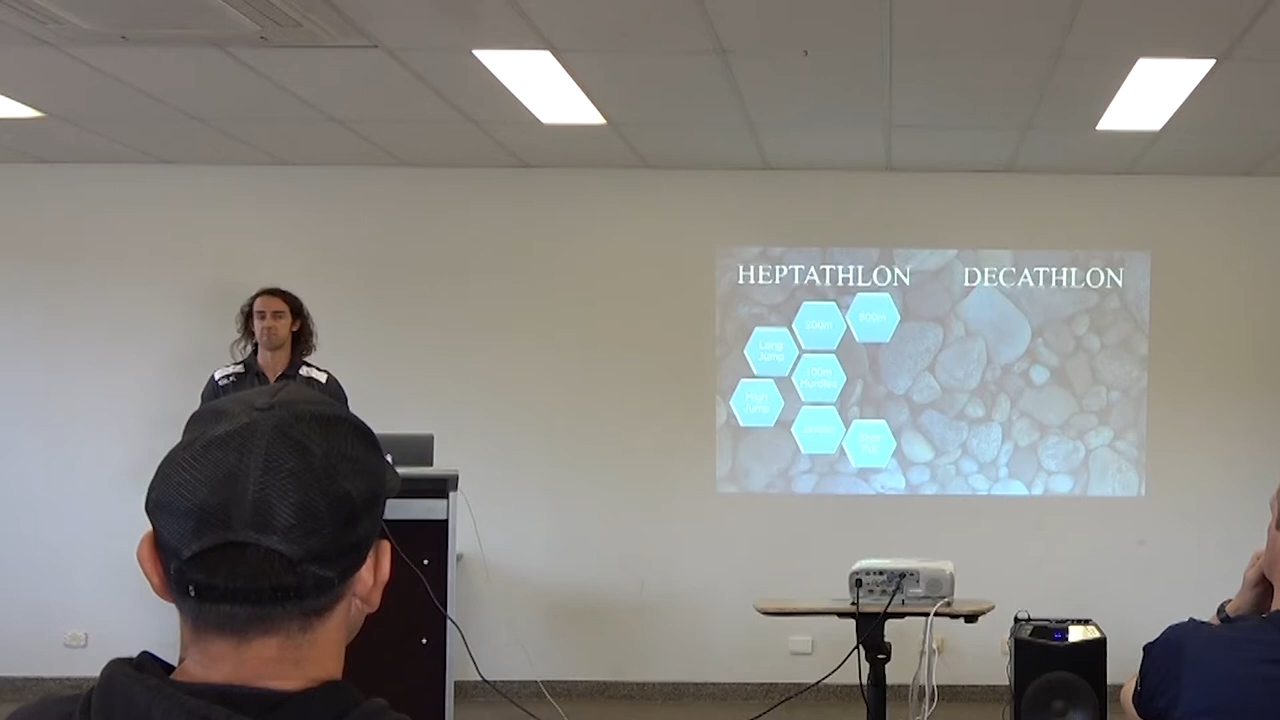 HEPTATHLON
DECATHLON
800m
200m
Long
Jump
100m
Hurdles
High
Jump
Javelin
Shot
Put